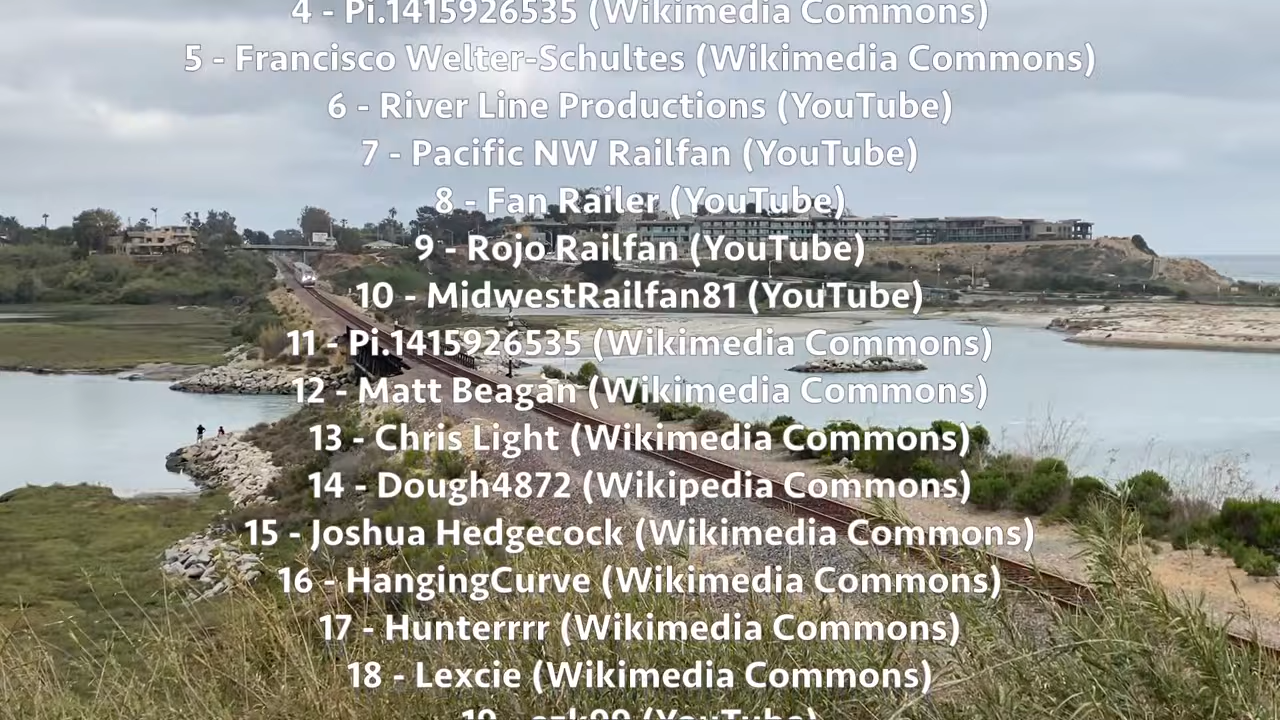 4 - Pi.1415926535 (Wikimedia Commons)
5 - Francisco Welter-Schultes (Wikimedia Commons)
6 - River Line Productions (YouTube)
7 - Pacific NW Railfan (YouTube)
8 - Fan Railer (YouTube)
9 - Rojo Railfan (YouTube)
10 - MidwestRailfan81 (YouTube)
11 - Pi.1415926535 (Wikimedia Commons)
12 - Matt Beagan (Wikimedia Commons)
13 - Chris Light (Wikimedia Commons)
14 - Dough4872 (Wikipedia Commons)
15 - Joshua Hedgecock (Wikimedia Commons)
16 - HangingCurve (Wikimedia Commons)
17 - Hunterrrr (Wikimedia Commons)
18 - Lexcie (Wikimedia Commons)
19 - (YouTube)